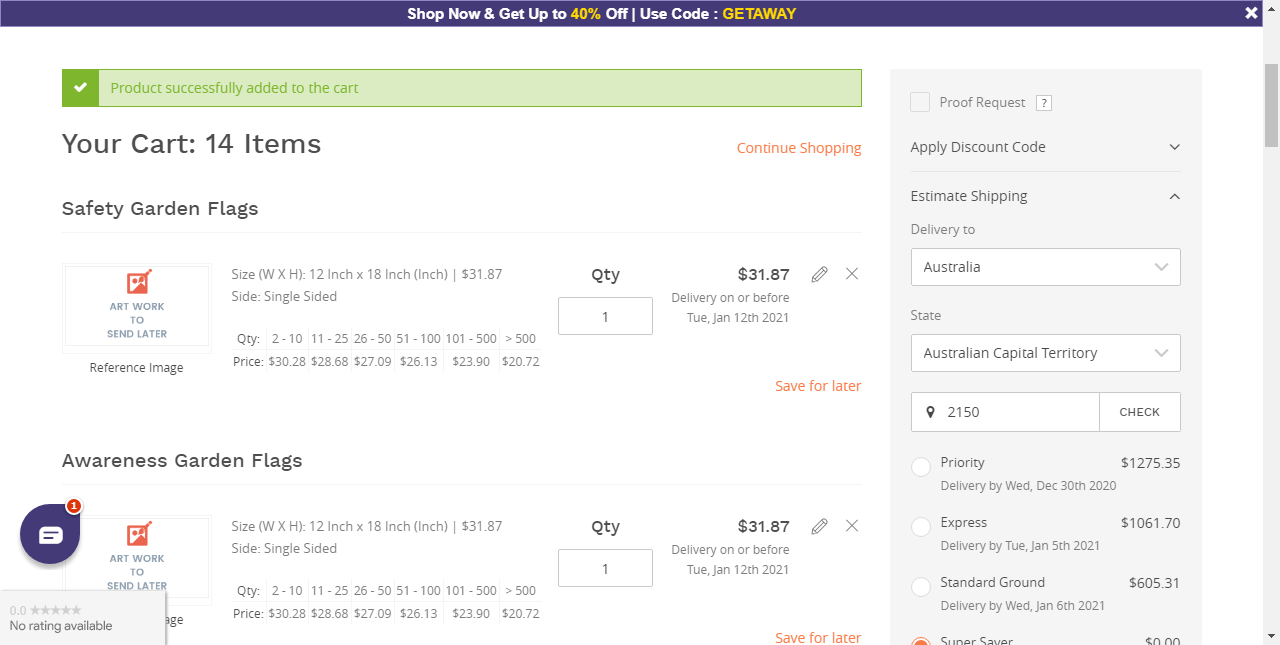 Shop Now & Get Up to 40% Off | Use Code : GETAWAY
Product successfully added to the cart
Your Cart: 14 Items
Continue Shopping
Safety Garden Flags
ART WORK
TO
SEND LATER
Reference Image
Size (W X H): 12 Inch x 18 Inch (Inch) | $31.87
Side: Single Sided
Qty: 2 - 10 11 - 25 26 - 50 51 - 100 101 - 500 > 500
Price: $30.28 $28.68 $27.09 $26.13 $23.90 $20.72
Qty
1
$31.87
Delivery on or before
Tue, Jan 12th 2021
Save for later
Awareness Garden Flags
ART WORK
TO
SEND LATER
age
Size (W X H): 12 Inch x 18 Inch (Inch) | $31.87
Side: Single Sided
Qty: 2 - 10 11 - 25 26 - 50 51 - 100 101 - 500 > 500
Price: $30.28 $28.68 $27.09 $26.13 $23.90 $20.72
Qty
1
$31.87
Delivery on or before
Tue, Jan 12th 2021
Save for later
1
0.0
No rating available
Proof Request ?
Apply Discount Code
Estimate Shipping
Delivery to
Australia
State
Australian Capital Territory
2150 CHECK
Priority $1275.35
Delivery by Wed, Dec 30th 2020
Express $1061.70
Delivery by Tue, Jan 5th 2021
Standard Ground $605.31
Delivery by Wed, Jan 6th 2021
Super Saver $0.00